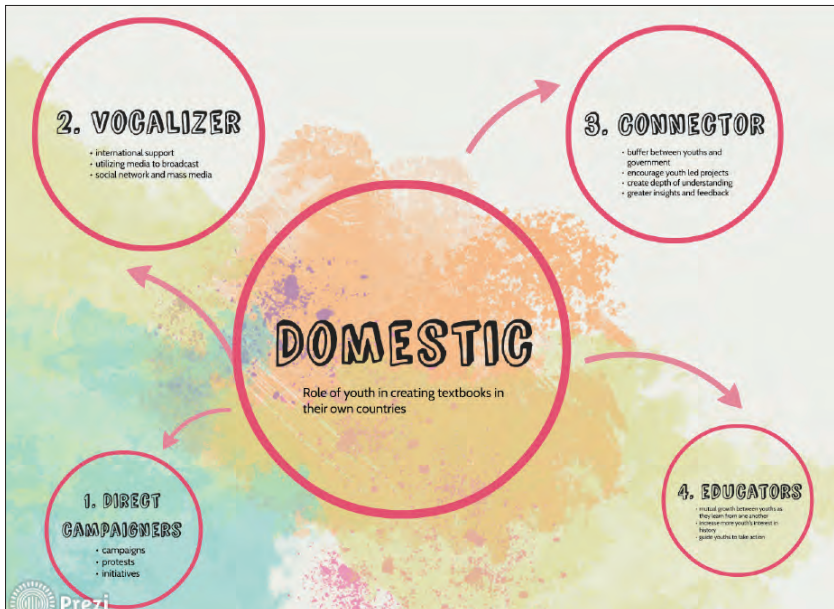 DOMESTIC
Role of youth in creating textbooks in
their own countries
1. DIRECT
CAMPAIGNERS
• campaigns
• protests
• initiatives
2. VOCALIZER
• international support
• utilizing media to broadcast
• social network and mass media
3. CONNECTOR
• buffer between youths and
government
• encourage youth led projects
• create depth of understanding
• greater insights and feedback
4. EDUCATORS
• mutual growth between youths as
they learn from one another
• increase more youth's interest in
history
• guide youths to take action
Prezi